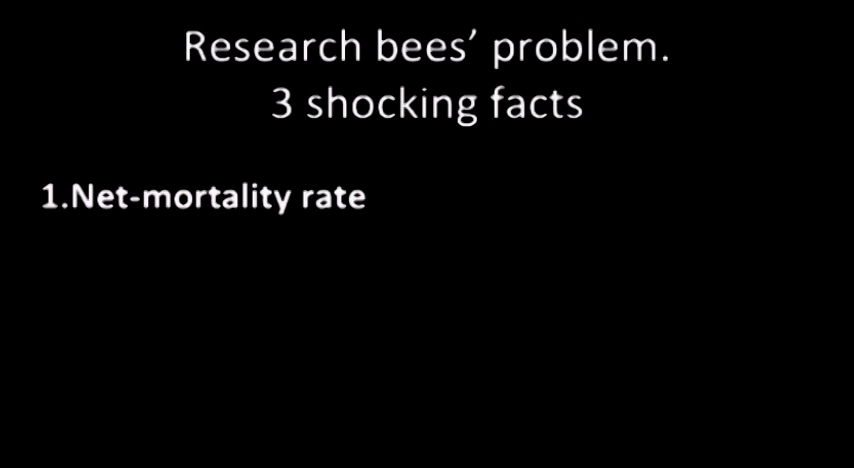 Research bees’ problem.
3 shocking facts
1.Net-mortality rate